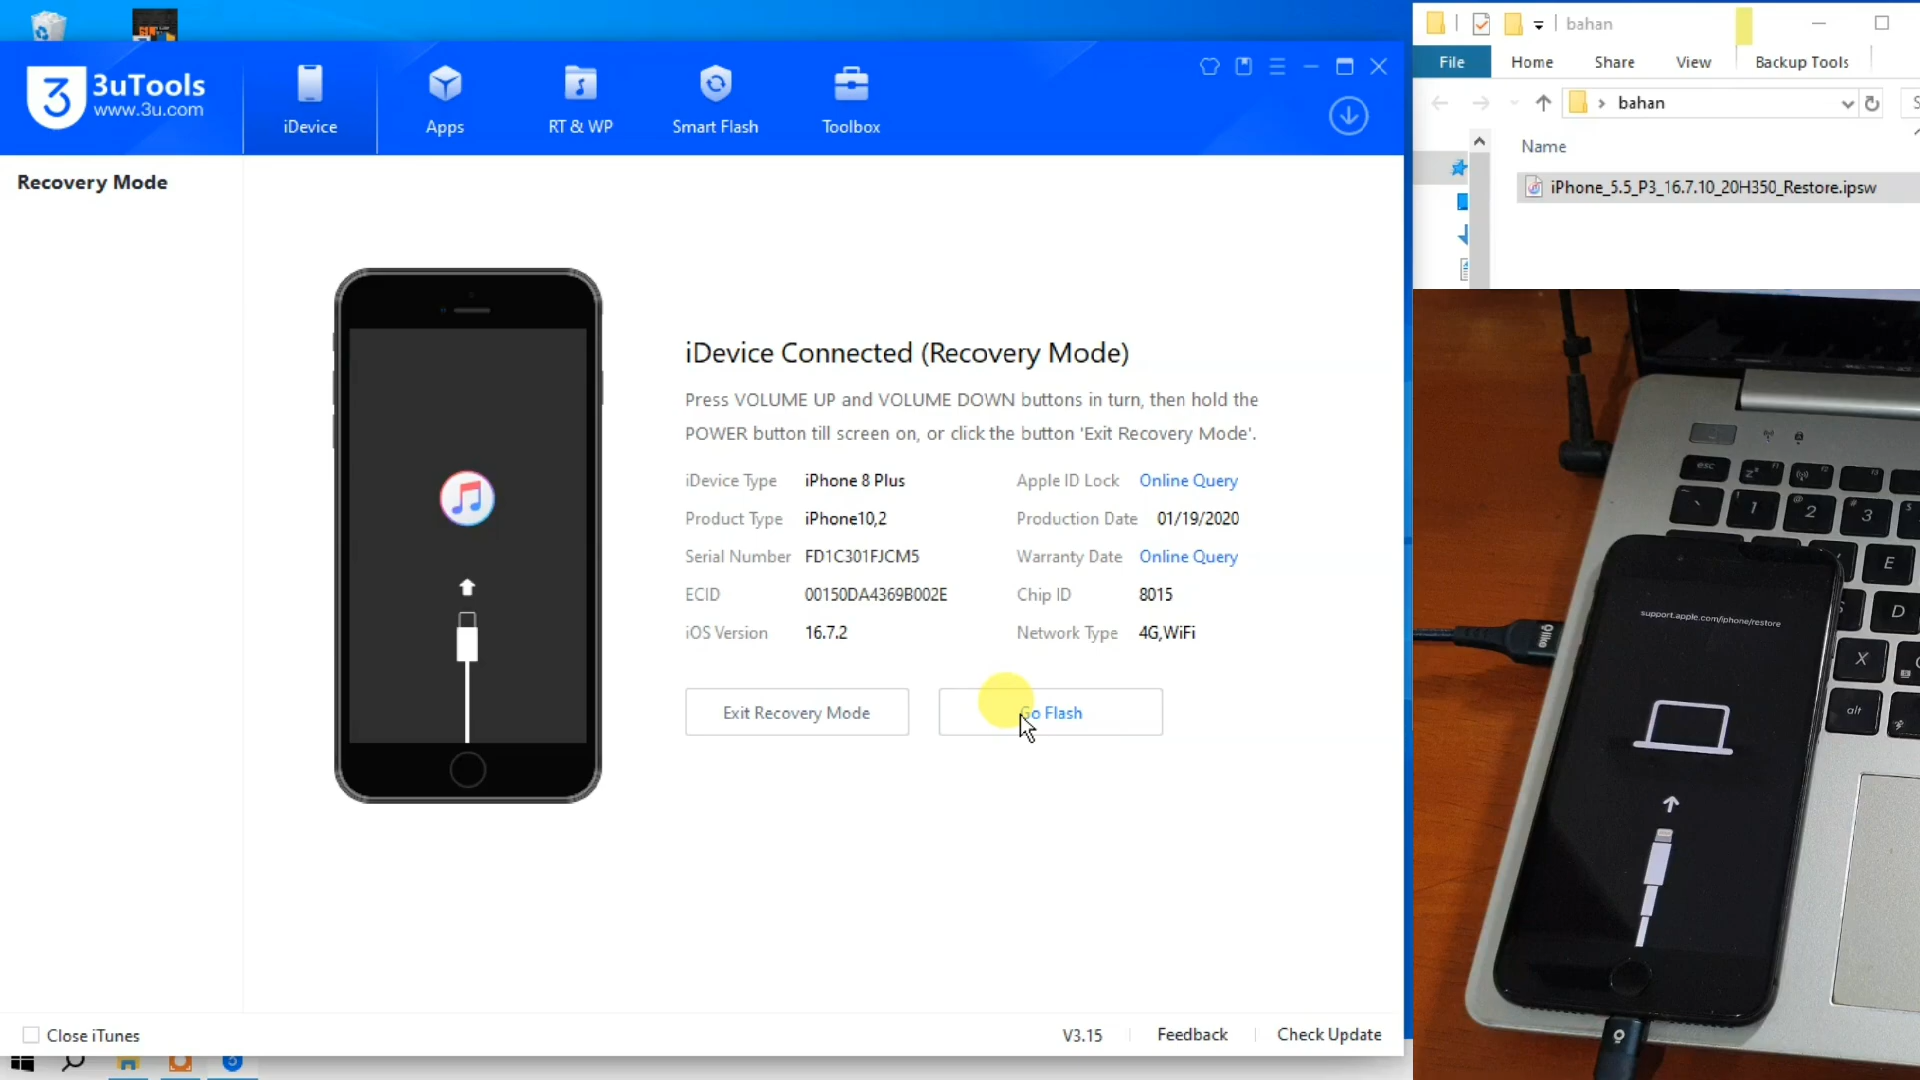 3uTools
www.3u.com
iDevice
Apps
RT & WP
Smart Flash
Toolbox
Recovery Mode
iDevice Connected (Recovery Mode)
Press VOLUME UP and VOLUME DOWN buttons in turn, then hold the
POWER button till screen on, or click the button 'Exit Recovery Mode'.
iDevice Type iPhone 8 Plus Apple ID Lock Online Query
Product Type iPhone10,2 Production Date 01/19/2020
Serial Number FD1C301FJCM5 Warranty Date Online Query
ECID 00150DA4369B002E Chip ID 8015
iOS Version 16.7.2 Network Type 4G,WiFi
Exit Recovery Mode
Go Flash
Close iTunes
V3.15
Feedback
Check Update
bahan
File Home Share View Backup Tools
bahan
Name
iPhone_5.5_P3_16.7.10_20H350_Restore.ipsw
support.apple.com/iphone/restore
esc
1 2 3
E
D
X
alt